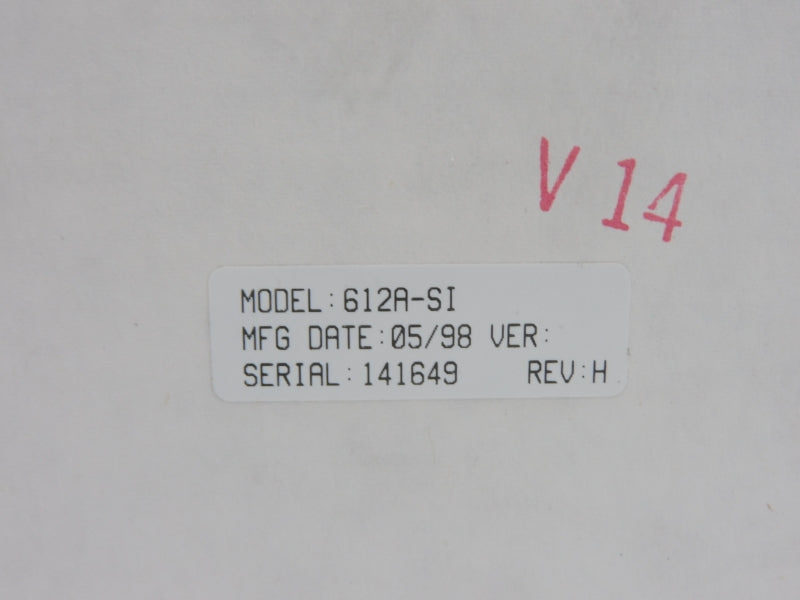 V 14
MODEL:612A-SI
MFG DATE:05/98 VER:
SERIAL:141649 REV:H